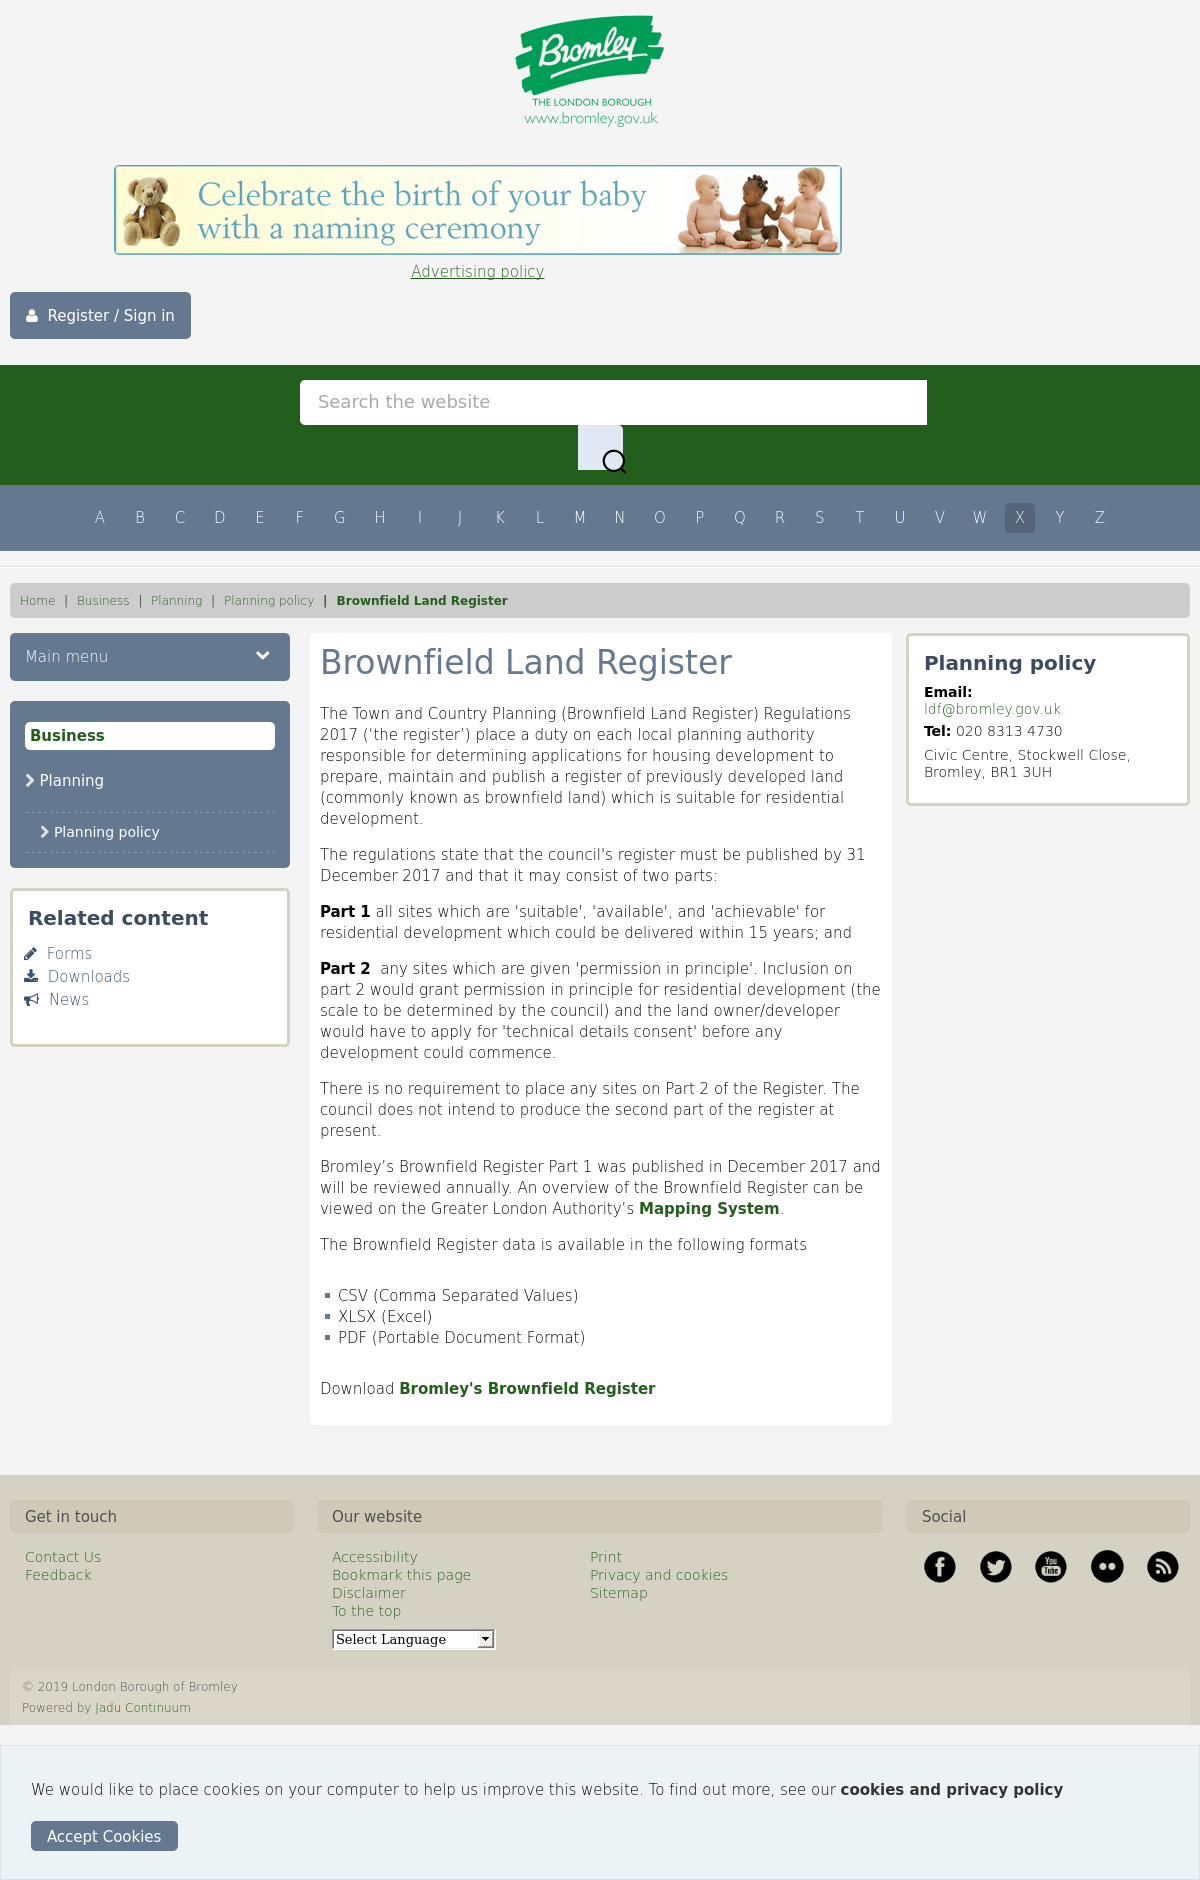 Bromley
THE LONDON BOROUGH
www.bromley.gov.uk
Celebrate the birth of your baby
with a naming ceremony
Advertising policy
Register / Sign in
Search the website
A B C D E F G H I J K L M N O P Q R S T U V W X Y Z
Home | Business | Planning | Planning policy | Brownfield Land Register
Main menu
Business
Planning
Planning policy
Related content
Forms
Downloads
News
Brownfield Land Register
The Town and Country Planning (Brownfield Land Register) Regulations
2017 (‘the register’) place a duty on each local planning authority
responsible for determining applications for housing development to
prepare, maintain and publish a register of previously developed land
(commonly known as brownfield land) which is suitable for residential
development.
The regulations state that the council's register must be published by 31
December 2017 and that it may consist of two parts:
Part 1 all sites which are 'suitable', 'available', and 'achievable' for
residential development which could be delivered within 15 years; and
Part 2  any sites which are given 'permission in principle'. Inclusion on
part 2 would grant permission in principle for residential development (the
scale to be determined by the council) and the land owner/developer
would have to apply for 'technical details consent' before any
development could commence.
There is no requirement to place any sites on Part 2 of the Register. The
council does not intend to produce the second part of the register at
present.
Bromley’s Brownfield Register Part 1 was published in December 2017 and
will be reviewed annually. An overview of the Brownfield Register can be
viewed on the Greater London Authority’s Mapping System.
The Brownfield Register data is available in the following formats
CSV (Comma Separated Values)
XLSX (Excel)
PDF (Portable Document Format)
Download Bromley's Brownfield Register
Planning policy
Email:
ldf@bromley.gov.uk
Tel: 020 8313 4730
Civic Centre, Stockwell Close,
Bromley, BR1 3UH
Get in touch
Contact Us
Feedback
Our website
Accessibility
Bookmark this page
Disclaimer
To the top
Print
Privacy and cookies
Sitemap
Select Language
Social
You
Tube
© 2019 London Borough of Bromley
Powered by Jadu Continuum
We would like to place cookies on your computer to help us improve this website. To find out more, see our cookies and privacy policy
Accept Cookies